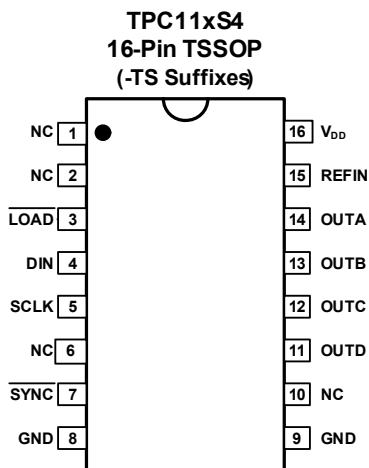 TPC11xS4
16-Pin TSSOP
(-TS Suffixes)
NC 1 16 VDD
NC 2 15 REFIN
LOAD 3 14 OUTA
DIN 4 13 OUTB
SCLK 5 12 OUTC
NC 6 11 OUTD
SYNC 7 10 NC
GND 8 9 GND